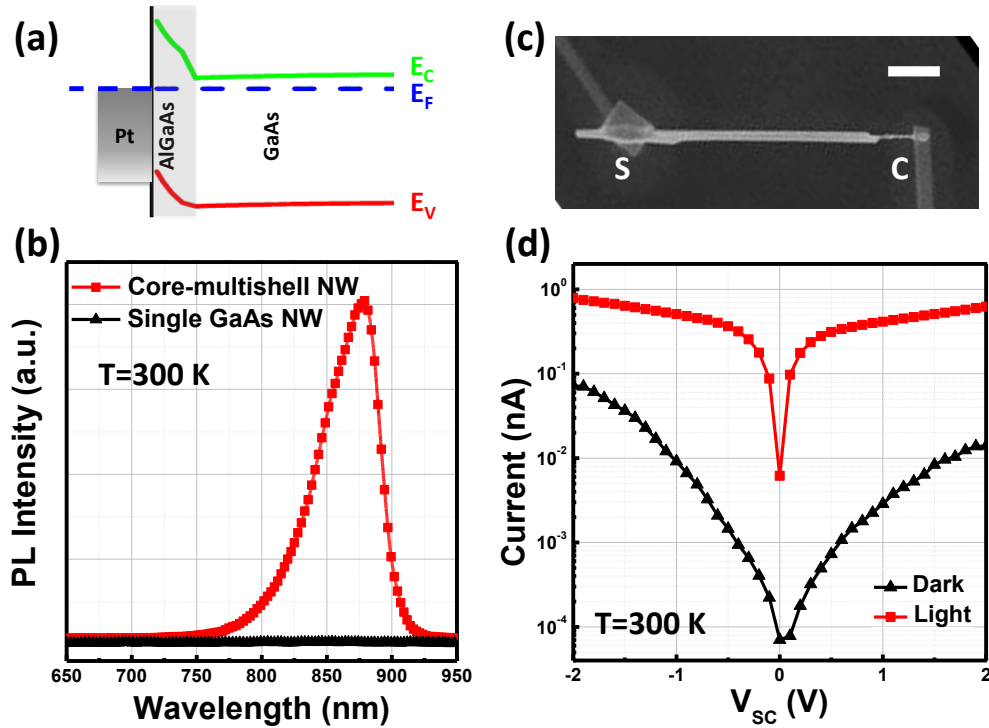 (a)
E_C
E_F
E_V
Pt
AlGaAs
GaAs
(c)
S
C
(b)
Core-multishell NW
Single GaAs NW
T=300 K
PL Intensity (a.u.)
650 700 750 800 850 900 950
Wavelength (nm)
(d)
10^0
10^-1
10^-2
10^-3
10^-4
Current (nA)
Dark
Light
T=300 K
-2 -1 0 1 2
V_SC (V)